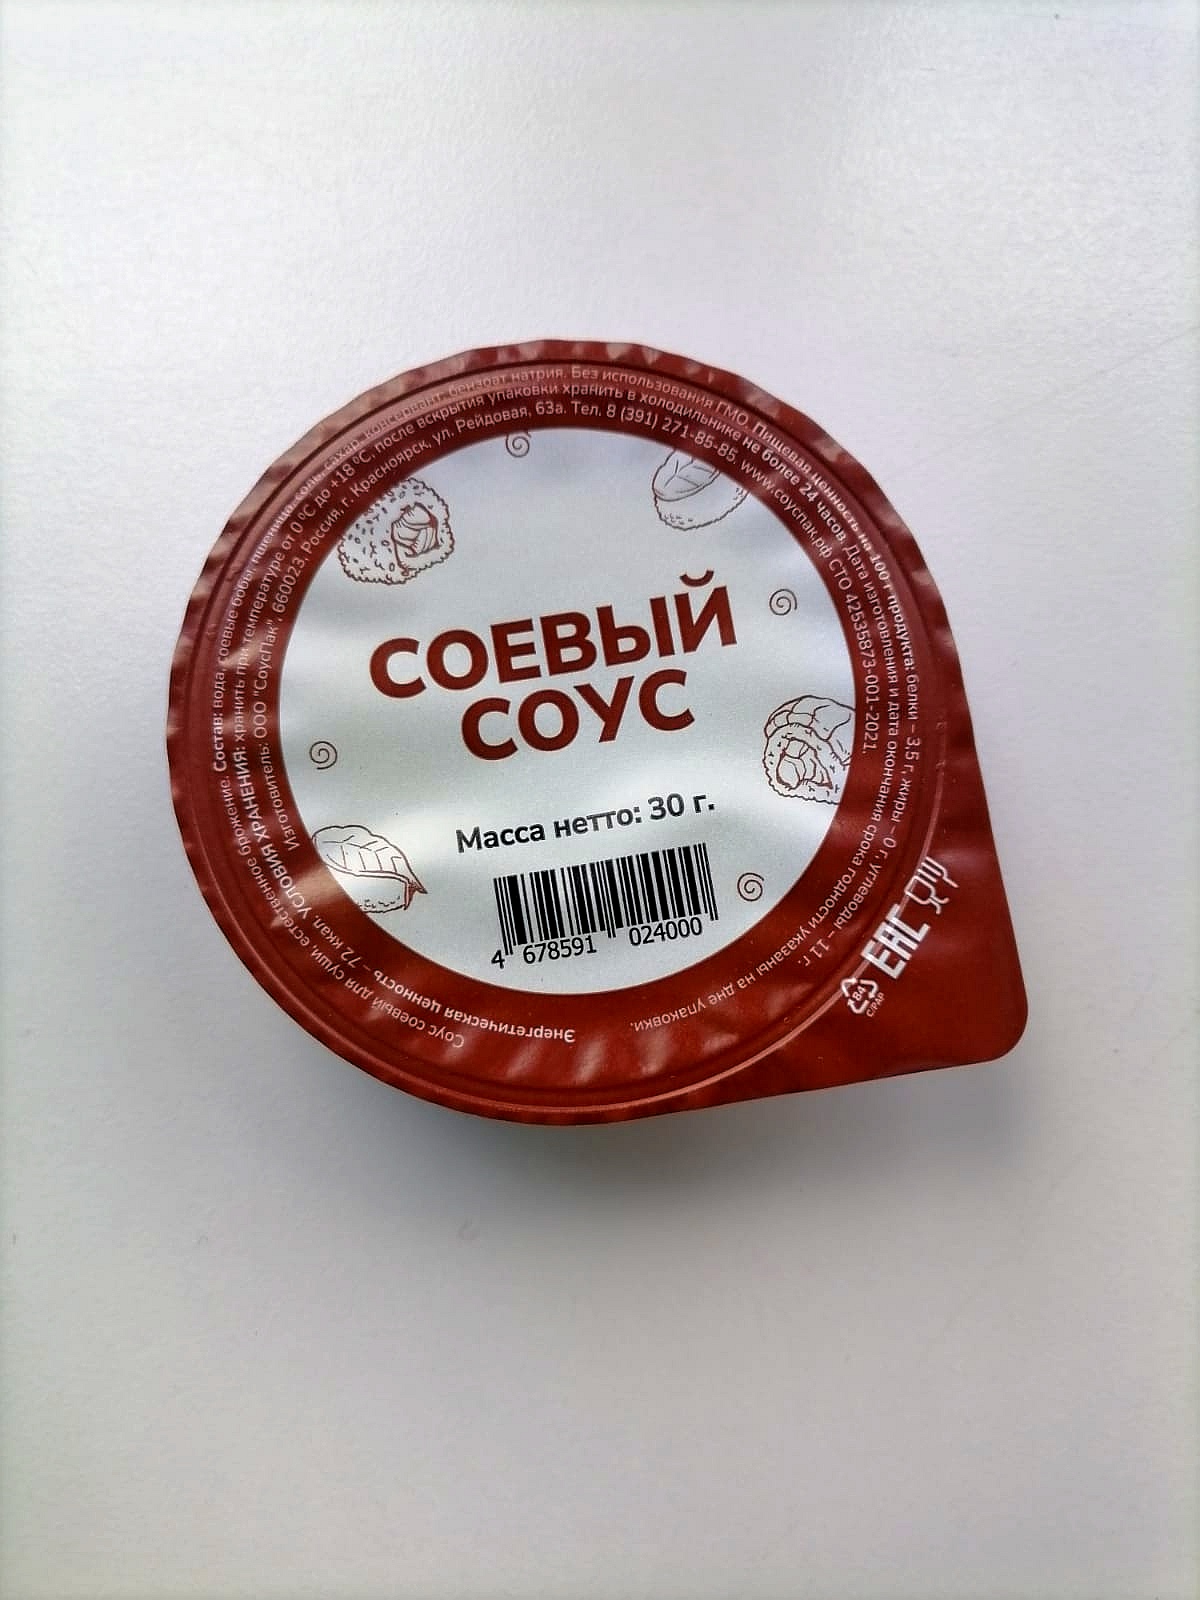 СОЕВЫЙ
СОУС
Масса нетто: 30 г.
4 678591 024000
Соус соевый для суши, естественное брожение. Состав: вода, соевые бобы, пшеница, соль, сахар, консервант: бензоат натрия. Без использования ГМО. Пищевая ценность на 100 г продукта: белки – 3,5 г, жиры – 0 г, углеводы – 11 г.
Энергетическая ценность – 72 ккал. УСЛОВИЯ ХРАНЕНИЯ: хранить при температуре от 0 °С до +18 °С, после вскрытия упаковки хранить в холодильнике не более 24 часов. Дата изготовления и дата окончания срока годности указаны на дне упаковки.
Изготовитель: ООО "СоусПак", 660023, Россия, г. Красноярск, ул. Рейдовая, 63а. Тел. 8 (391) 271-85-85. www.соуспак.рф СТО 42535873-001-2021.
EAC
84
C/PAP